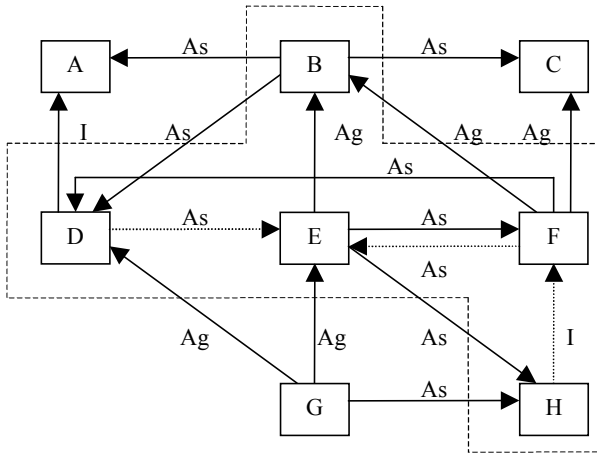 A As B As C
I As Ag Ag Ag
As
D As E As F
As
Ag Ag As I
G As H